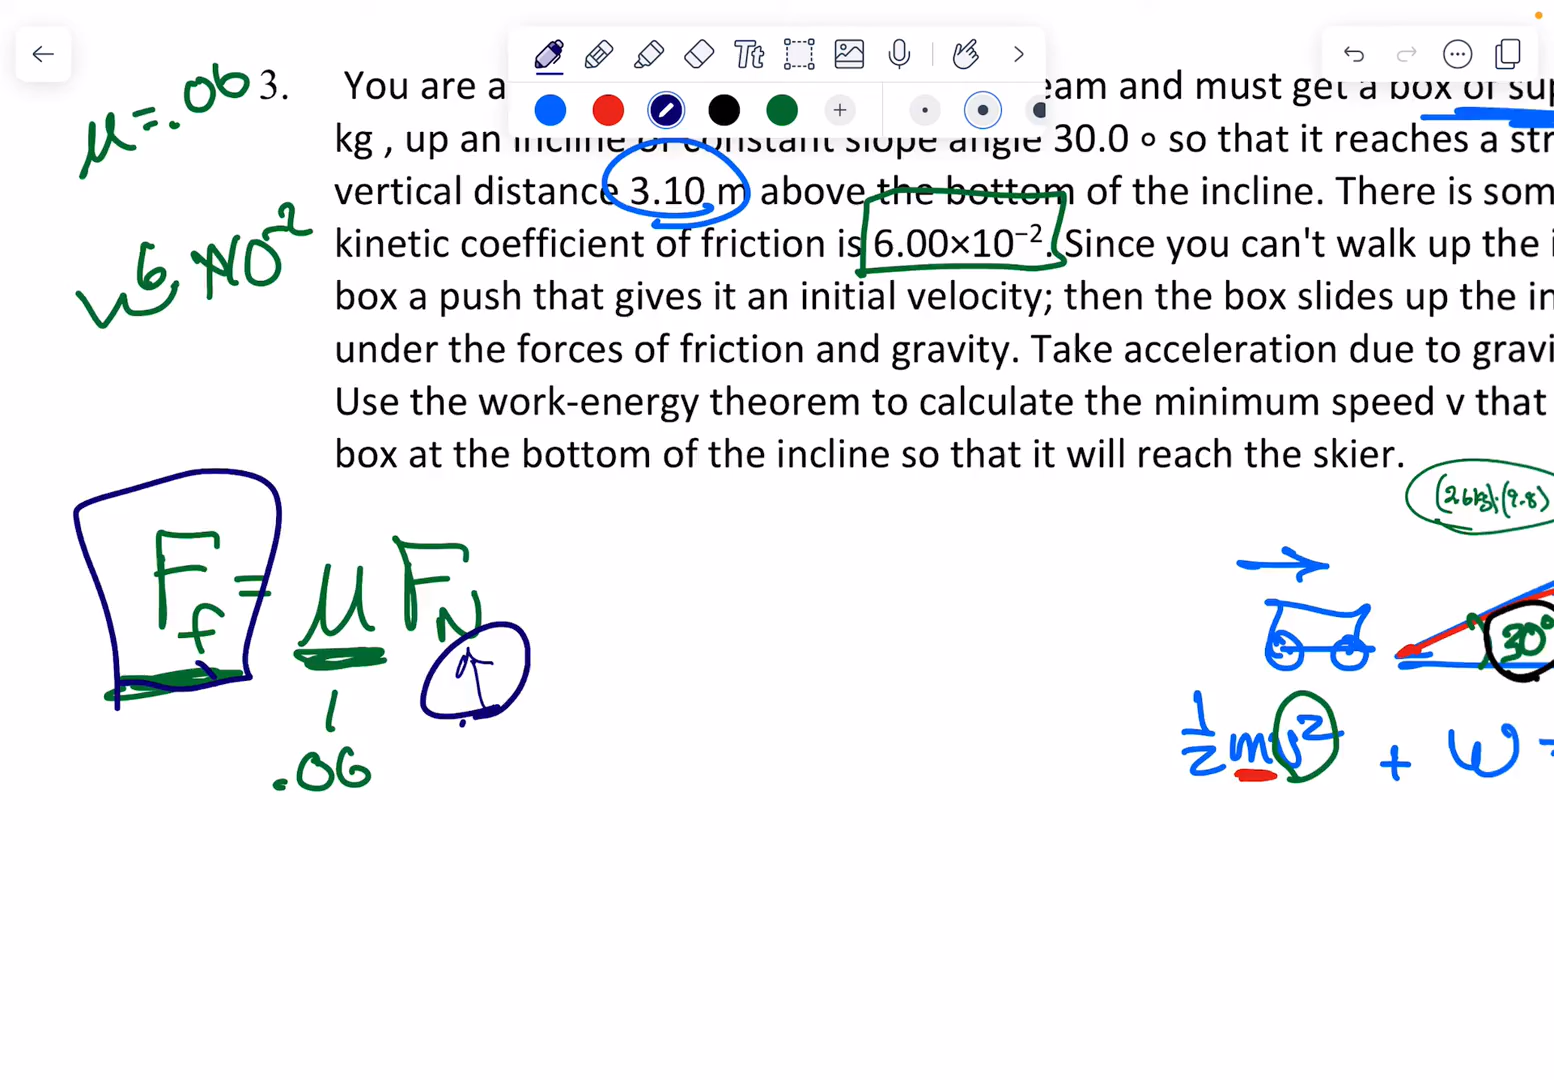 μ=.06
3. You are a eam and must get a box of sup
kg , up an incline of constant slope angle 30.0 ∘ so that it reaches a str
vertical distance 3.10 m above the bottom of the incline. There is som
6 x10⁻²
kinetic coefficient of friction is 6.00×10⁻². Since you can't walk up the i
box a push that gives it an initial velocity; then the box slides up the in
under the forces of friction and gravity. Take acceleration due to gravi
Use the work-energy theorem to calculate the minimum speed v that
box at the bottom of the incline so that it will reach the skier.
(26kg)·(9.8)
F_f = μ F_N
.06
30°
1/2 mv² + W =
Tt